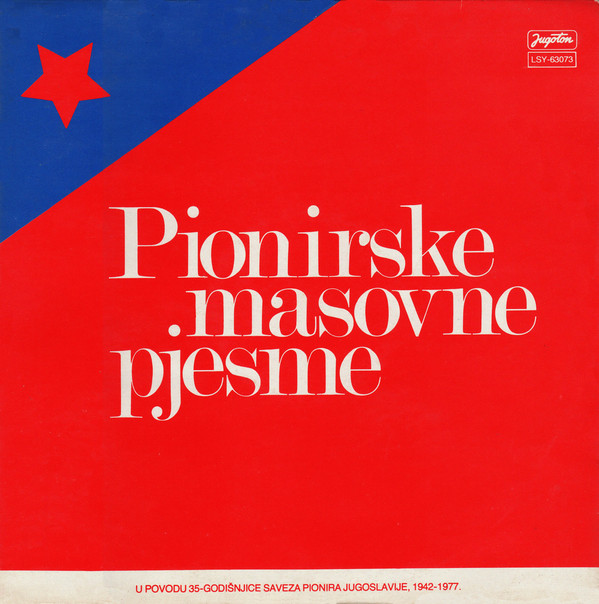 Jugoton
LSY-63073
Pionirske
masovne
pjesme
U POVODU 35-GODIŠNJICE SAVEZA PIONIRA JUGOSLAVIJE, 1942-1977.